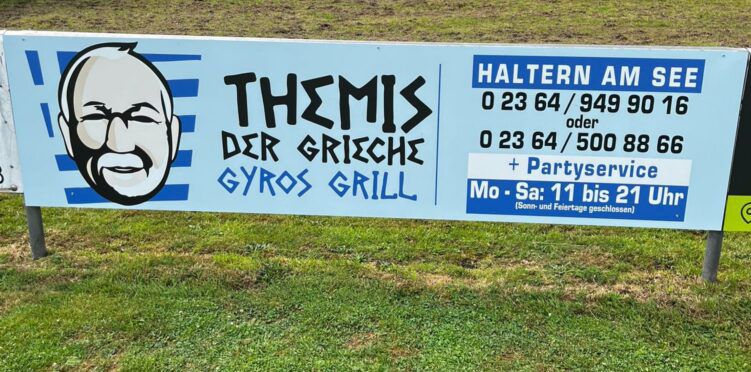 THEMIS
DER GRIECHE
GYROS GRILL
HALTERN AM SEE
0 23 64 / 949 90 16
oder
0 23 64 / 500 88 66
+ Partyservice
Mo - Sa: 11 bis 21 Uhr
(Sonn- und Feiertage geschlossen)